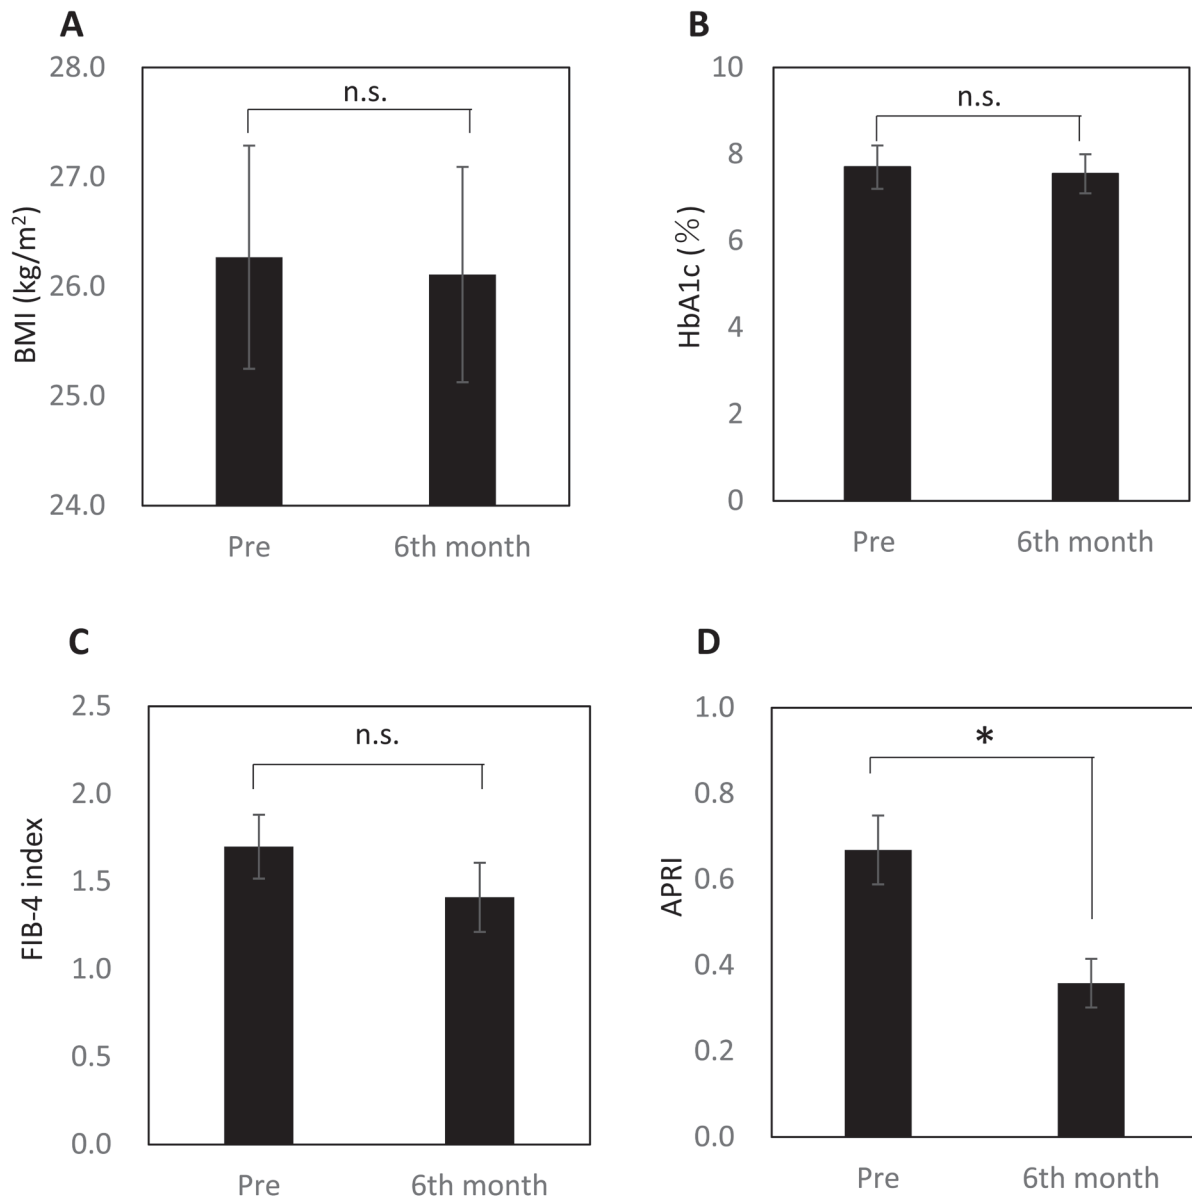 A
28.0
27.0
26.0
25.0
24.0
BMI (kg/m²)
n.s.
Pre
6th month
B
10
8
6
4
2
0
HbA1c (%)
n.s.
Pre
6th month
C
2.5
2.0
1.5
1.0
0.5
0.0
FIB-4 index
n.s.
Pre
6th month
D
1.0
0.8
0.6
0.4
0.2
0.0
APRI
*
Pre
6th month